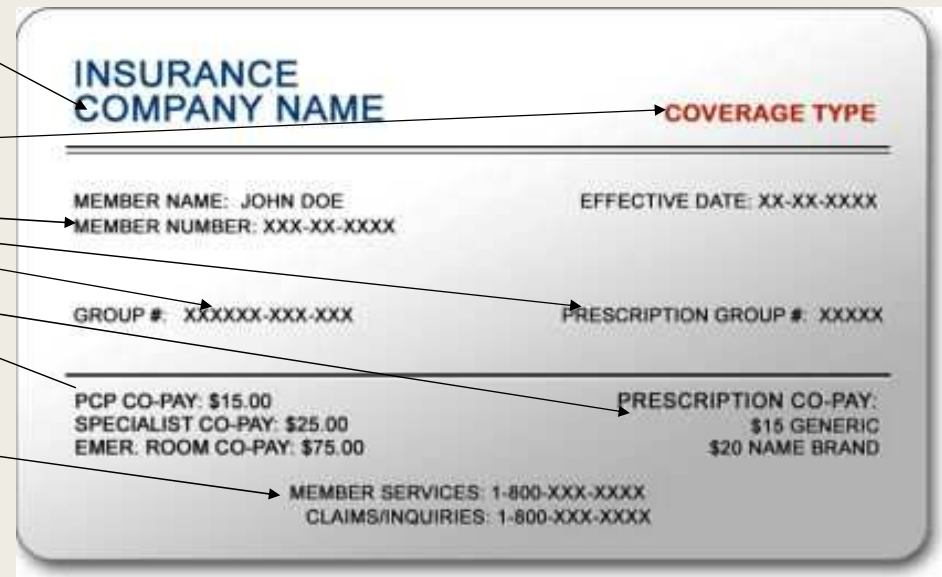 INSURANCE
COMPANY NAME
COVERAGE TYPE
MEMBER NAME: JOHN DOE
EFFECTIVE DATE: XX-XX-XXXX
MEMBER NUMBER: XXX-XX-XXXX
GROUP #: XXXXXX-XXX-XXX
PRESCRIPTION GROUP #: XXXXX
PCP CO-PAY: $15.00
SPECIALIST CO-PAY: $25.00
EMER. ROOM CO-PAY: $75.00
PRESCRIPTION CO-PAY:
$15 GENERIC
$20 NAME BRAND
MEMBER SERVICES: 1-800-XXX-XXXX
CLAIMS/INQUIRIES: 1-800-XXX-XXXX